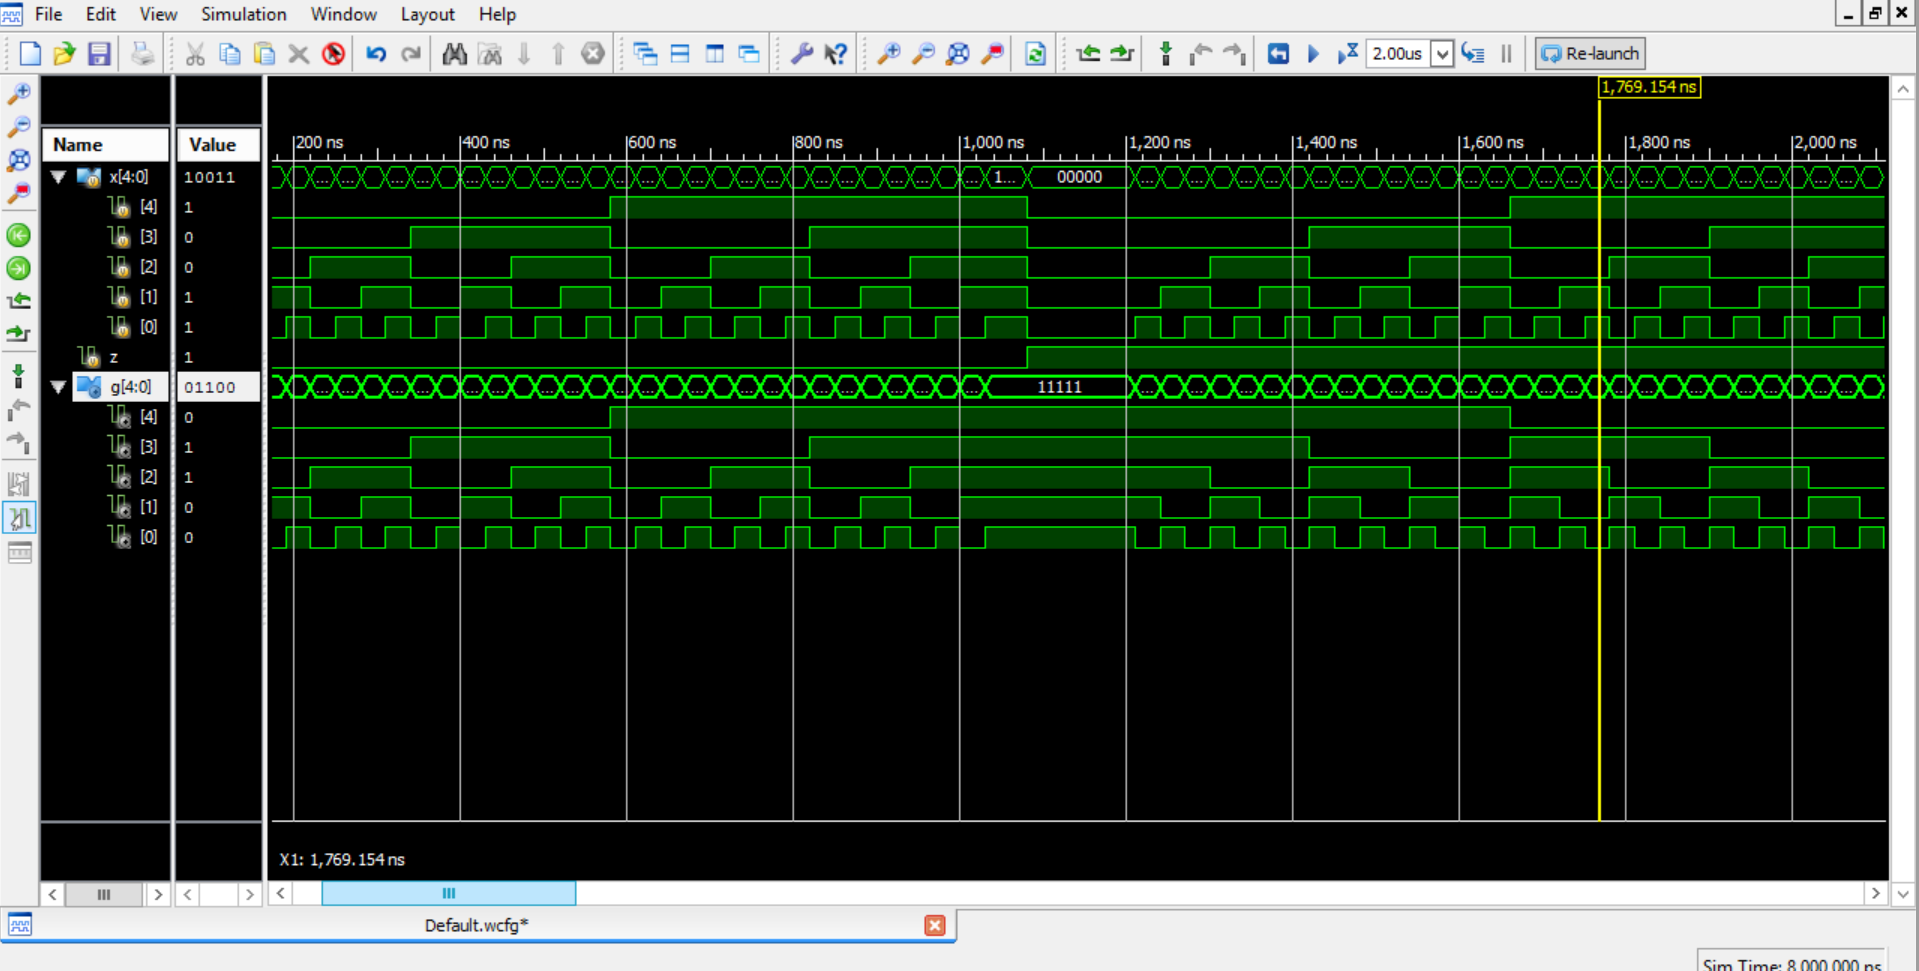 File Edit View Simulation Window Layout Help
2.00us Re-launch
1,769.154 ns
Name Value
200 ns 400 ns 600 ns 800 ns 1,000 ns 1,200 ns 1,400 ns 1,600 ns 1,800 ns 2,000 ns
x[4:0] 10011 1... 00000
[4] 1
[3] 0
[2] 0
[1] 1
[0] 1
z 1
g[4:0] 01100 11111
[4] 0
[3] 1
[2] 1
[1] 0
[0] 0
X1: 1,769.154 ns
Default.wcfg*
Sim Time: 8,000,000 ps